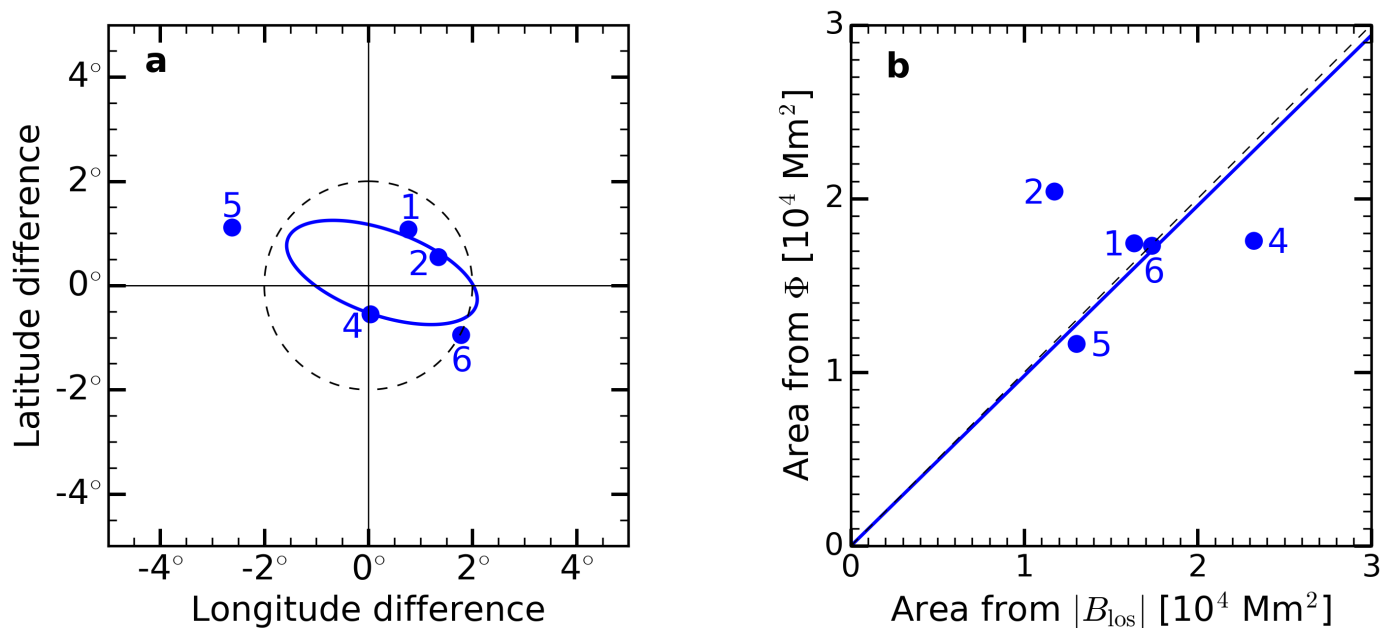 a
4°
2°
0°
-2°
-4°
Latitude difference
5
1
2
4
6
-4° -2° 0° 2° 4°
Longitude difference
b
3
2
1
0
Area from Φ [10⁴ Mm²]
2
1
6
4
5
0 1 2 3
Area from |B_los| [10⁴ Mm²]